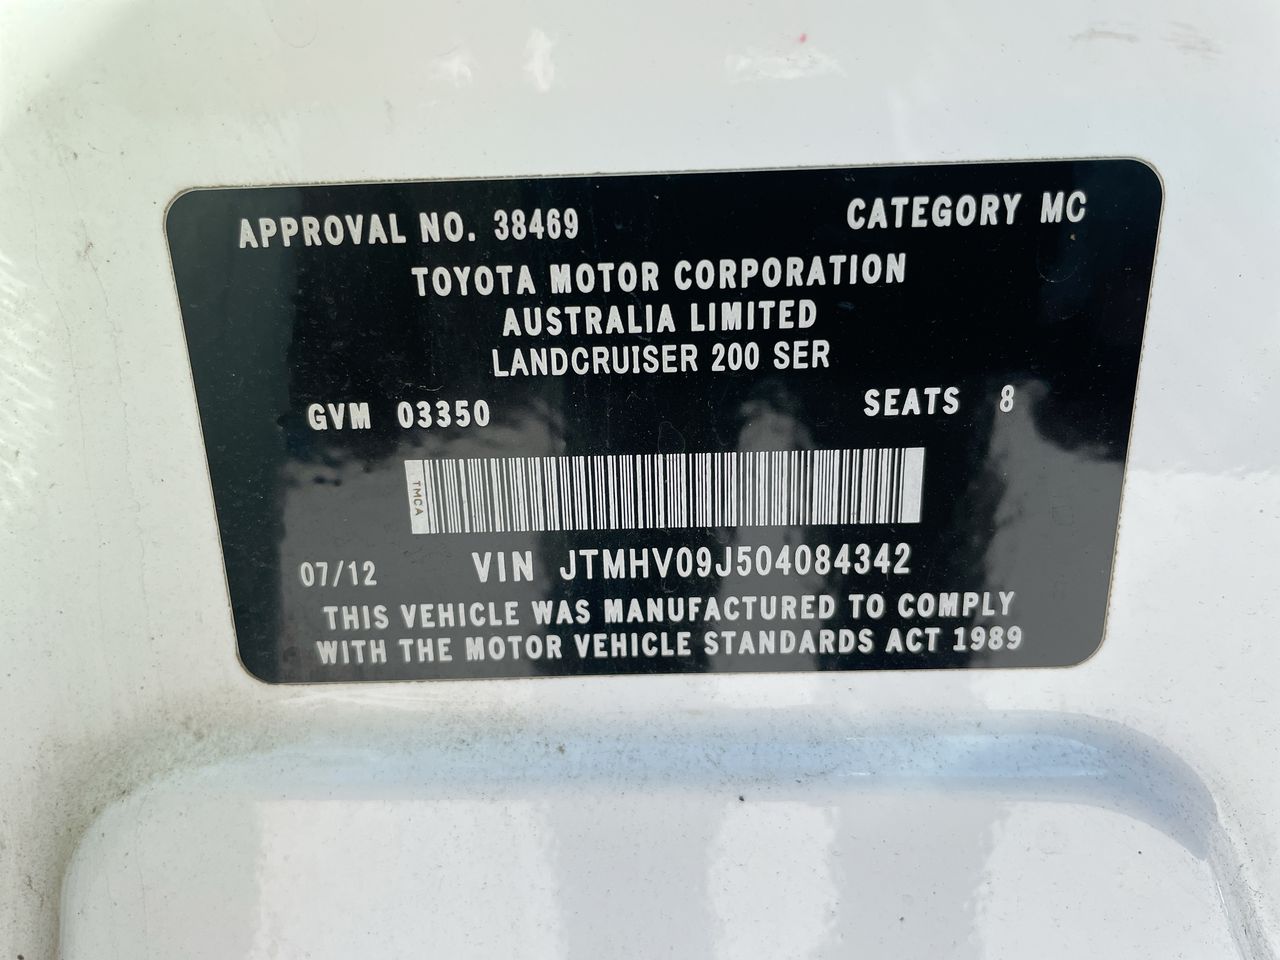 APPROVAL NO. 38469 CATEGORY MC
TOYOTA MOTOR CORPORATION
AUSTRALIA LIMITED
LANDCRUISER 200 SER
GVM 03350 SEATS 8
TMCA
07/12 VIN JTMHV09J504084342
THIS VEHICLE WAS MANUFACTURED TO COMPLY
WITH THE MOTOR VEHICLE STANDARDS ACT 1989